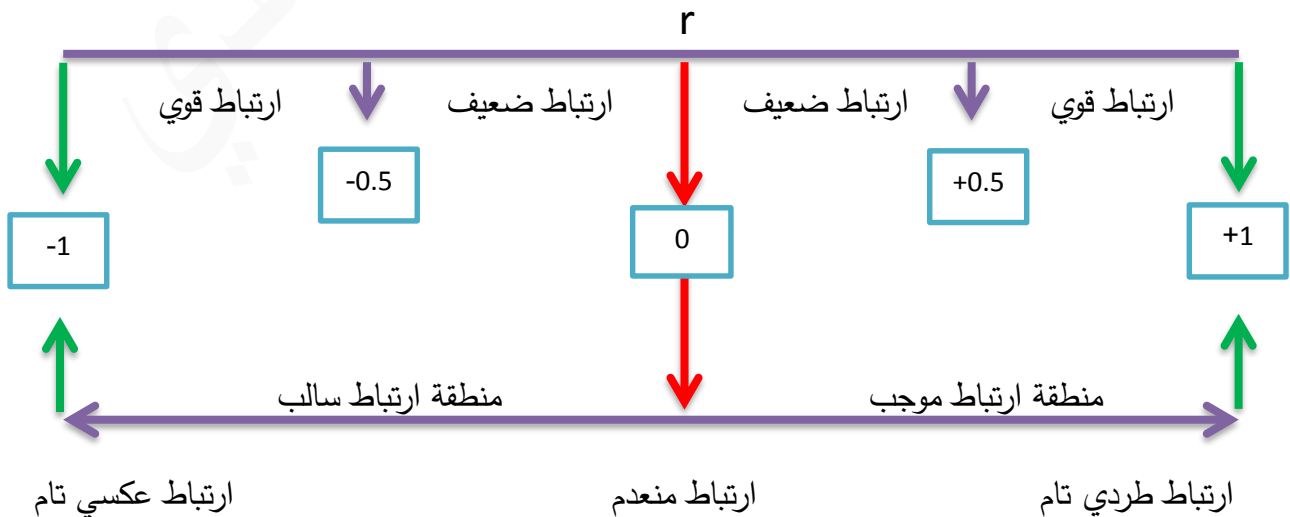 r
ارتباط قوي
ارتباط ضعيف
ارتباط ضعيف
ارتباط قوي
+0.5
-0.5
+1
0
-1
منطقة ارتباط موجب
منطقة ارتباط سالب
ارتباط طردي تام
ارتباط منعدم
ارتباط عكسي تام